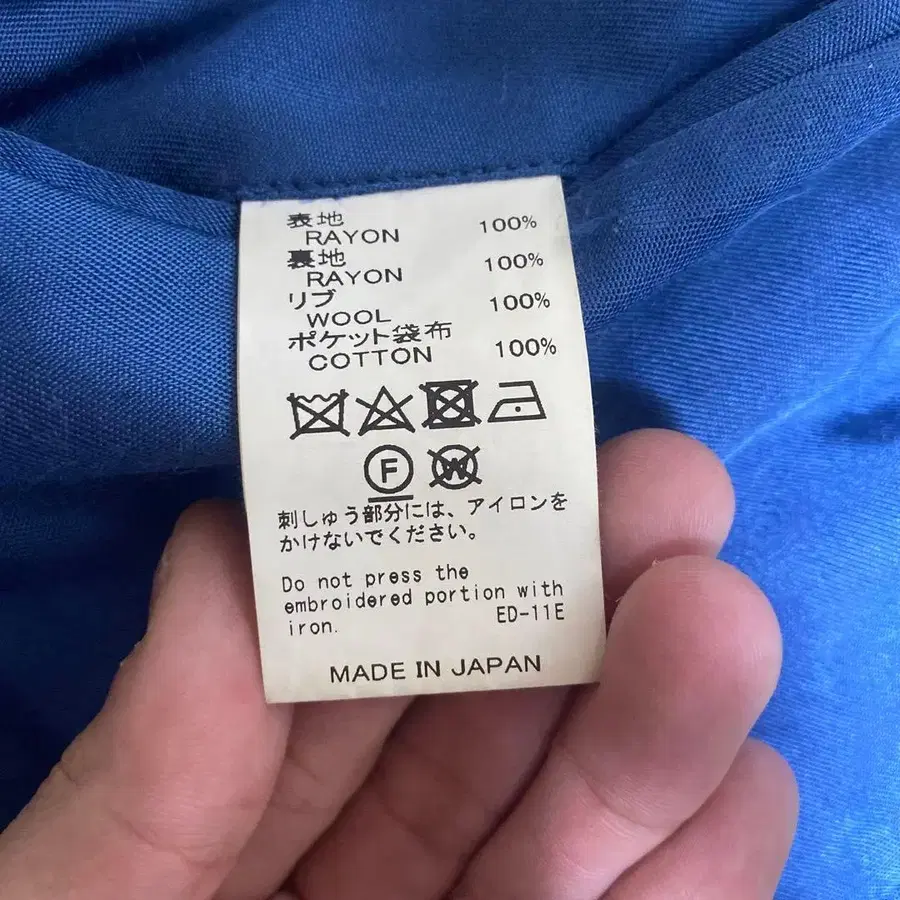 表地
RAYON 100%
裏地
RAYON 100%
リブ
WOOL 100%
ポケット袋布
COTTON 100%
F W
刺しゅう部分には、アイロンを
かけないでください。
Do not press the
embroidered portion with
iron. ED-11E
MADE IN JAPAN